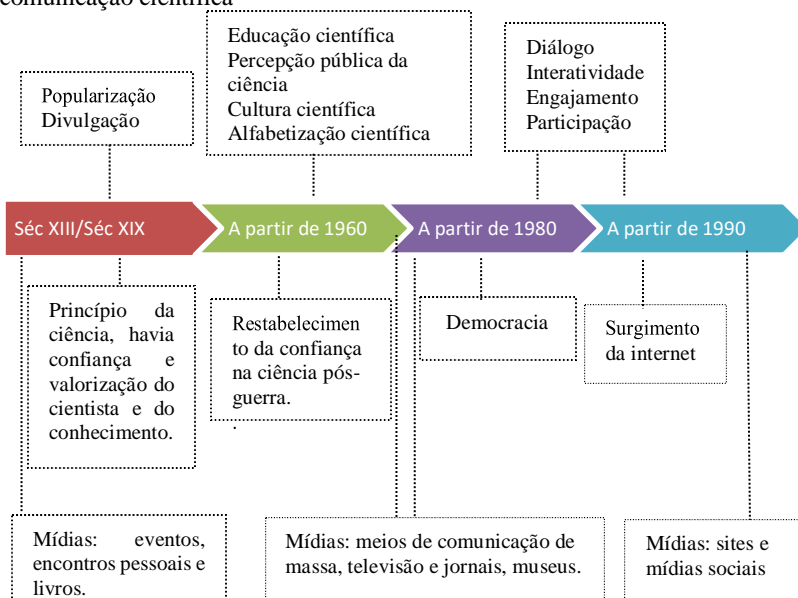 comunicação científica
Educação científica
Percepção pública da
ciência
Cultura científica
Alfabetização científica
Diálogo
Interatividade
Engajamento
Participação
Popularização
Divulgação
Séc XIII/Séc XIX
A partir de 1960
A partir de 1980
A partir de 1990
Princípio da
ciência, havia
confiança e
valorização do
cientista e do
conhecimento.
Restabelecimen
to da confiança
na ciência pós-
guerra.
.
Democracia
Surgimento
da internet
Mídias: eventos,
encontros pessoais e
livros.
Mídias: meios de comunicação de
massa, televisão e jornais, museus.
Mídias: sites e
mídias sociais